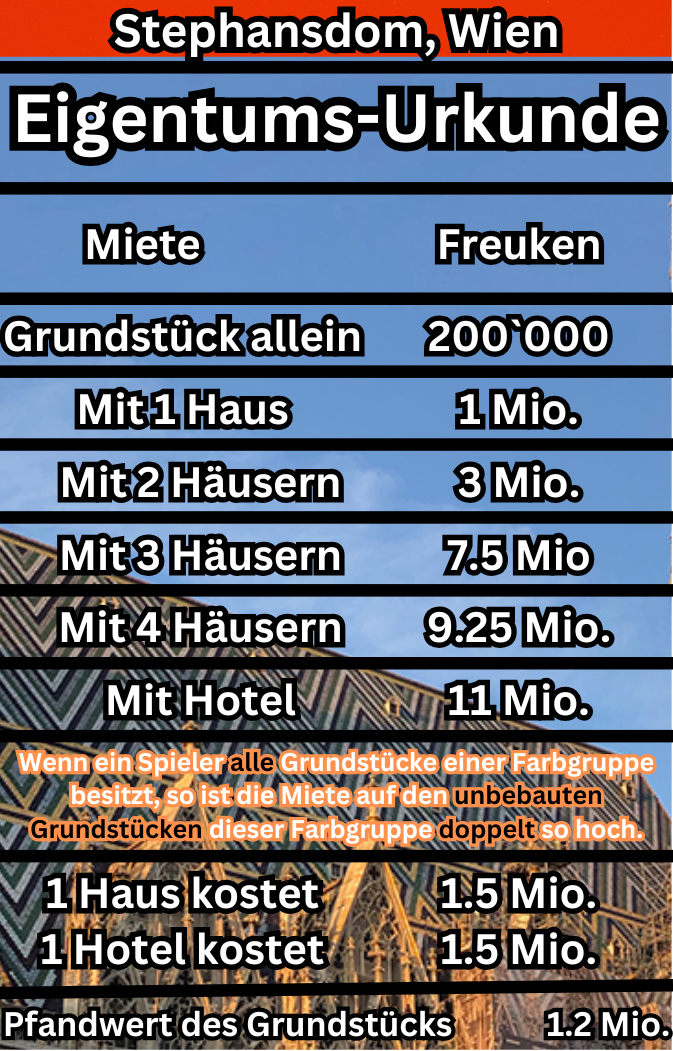 Stephansdom, Wien
Eigentums-Urkunde
Miete Freuken
Grundstück allein 200`000
Mit 1 Haus 1 Mio.
Mit 2 Häusern 3 Mio.
Mit 3 Häusern 7.5 Mio
Mit 4 Häusern 9.25 Mio.
Mit Hotel 11 Mio.
Wenn ein Spieler alle Grundstücke einer Farbgruppe
besitzt, so ist die Miete auf den unbebauten
Grundstücken dieser Farbgruppe doppelt so hoch.
1 Haus kostet 1.5 Mio.
1 Hotel kostet 1.5 Mio.
Pfandwert des Grundstücks 1.2 Mio.